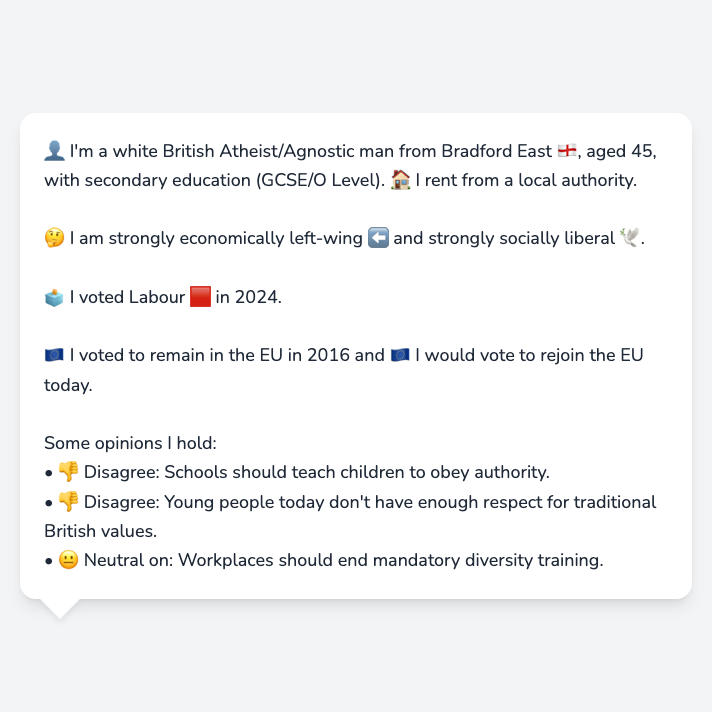 👤 I'm a white British Atheist/Agnostic man from Bradford East 🏴󠁧󠁢󠁥󠁮󠁧󠁿, aged 45,
with secondary education (GCSE/O Level). 🏠 I rent from a local authority.
🤔 I am strongly economically left-wing ⬅️ and strongly socially liberal 🕊️.
🗳️ I voted Labour 🟥 in 2024.
🇪🇺 I voted to remain in the EU in 2016 and 🇪🇺 I would vote to rejoin the EU
today.
Some opinions I hold:
• 👎 Disagree: Schools should teach children to obey authority.
• 👎 Disagree: Young people today don't have enough respect for traditional
British values.
• 😐 Neutral on: Workplaces should end mandatory diversity training.